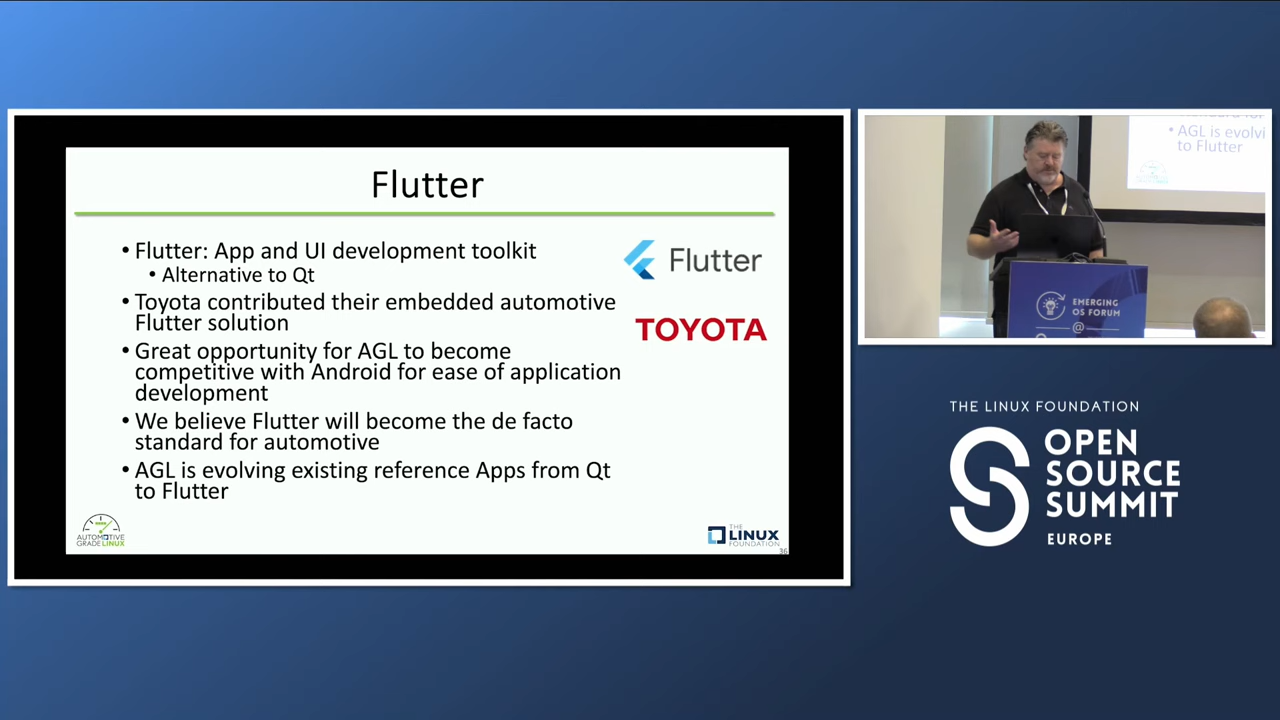 Flutter
• Flutter: App and UI development toolkit
• Alternative to Qt
• Toyota contributed their embedded automotive
Flutter solution
• Great opportunity for AGL to become
competitive with Android for ease of application
development
• We believe Flutter will become the de facto
standard for automotive
• AGL is evolving existing reference Apps from Qt
to Flutter
Flutter
TOYOTA
AUTOMOTIVE
GRADE LINUX
THE
LINUX
FOUNDATION
36
• AGL is evolvi
to Flutter
EMERGING
OS FORUM
@
THE LINUX FOUNDATION
OPEN
SOURCE
SUMMIT
EUROPE